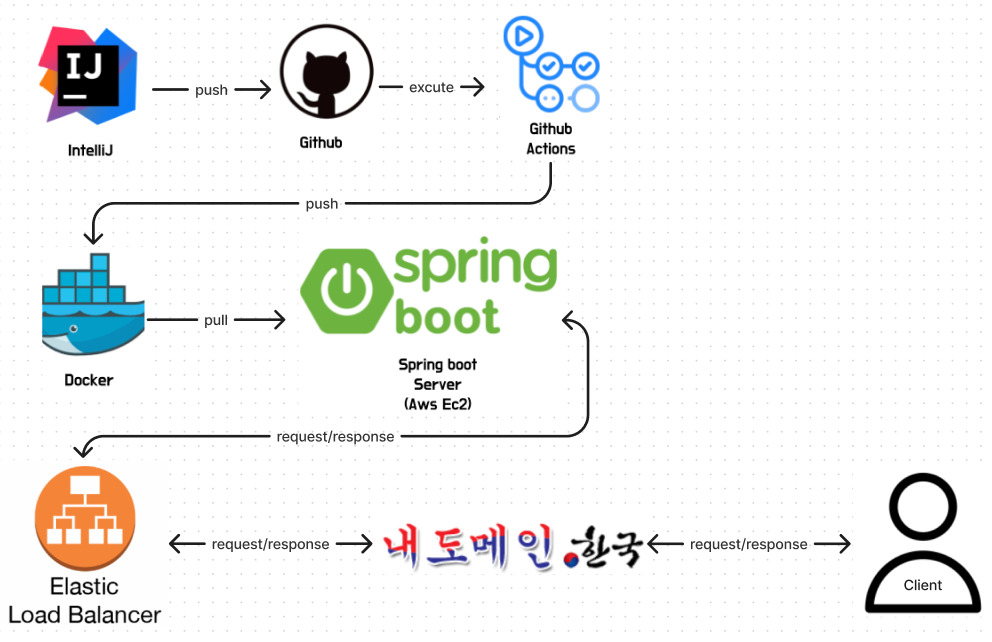 IJ
push
excute
IntelliJ
Github
Github
Actions
push
spring
boot
pull
Docker
Spring boot
Server
(Aws Ec2)
request/response
request/response
내도메인.한국
request/response
Client
Elastic
Load Balancer